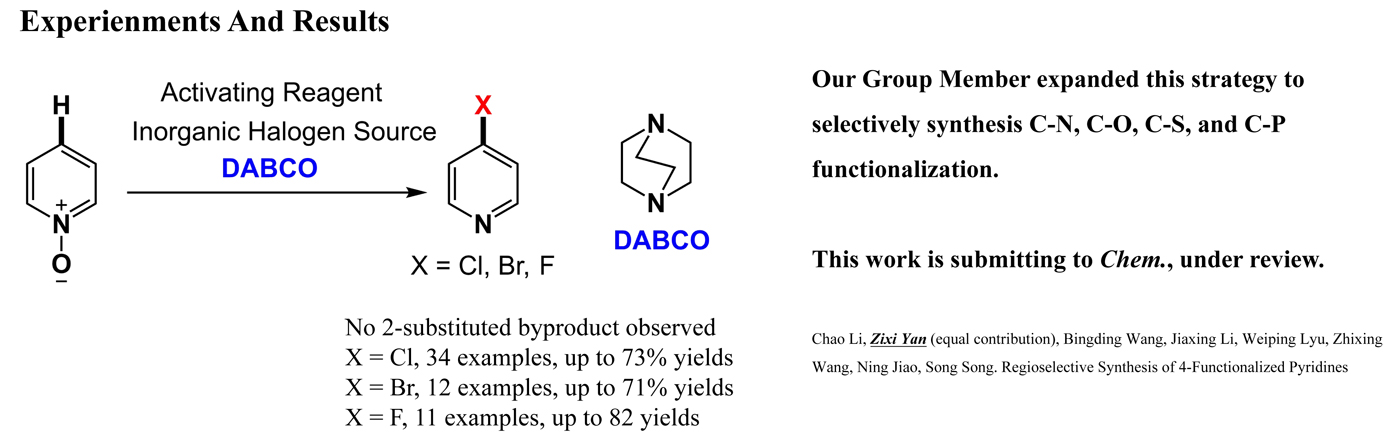 Experienments And Results
H
N
+
O
−
Activating Reagent
Inorganic Halogen Source
DABCO
X
N
X = Cl, Br, F
N
N
DABCO
No 2-substituted byproduct observed
X = Cl, 34 examples, up to 73% yields
X = Br, 12 examples, up to 71% yields
X = F, 11 examples, up to 82 yields
Our Group Member expanded this strategy to
selectively synthesis C-N, C-O, C-S, and C-P
functionalization.
This work is submitting to Chem., under review.
Chao Li, Zixi Yan (equal contribution), Bingding Wang, Jiaxing Li, Weiping Lyu, Zhixing
Wang, Ning Jiao, Song Song. Regioselective Synthesis of 4-Functionalized Pyridines